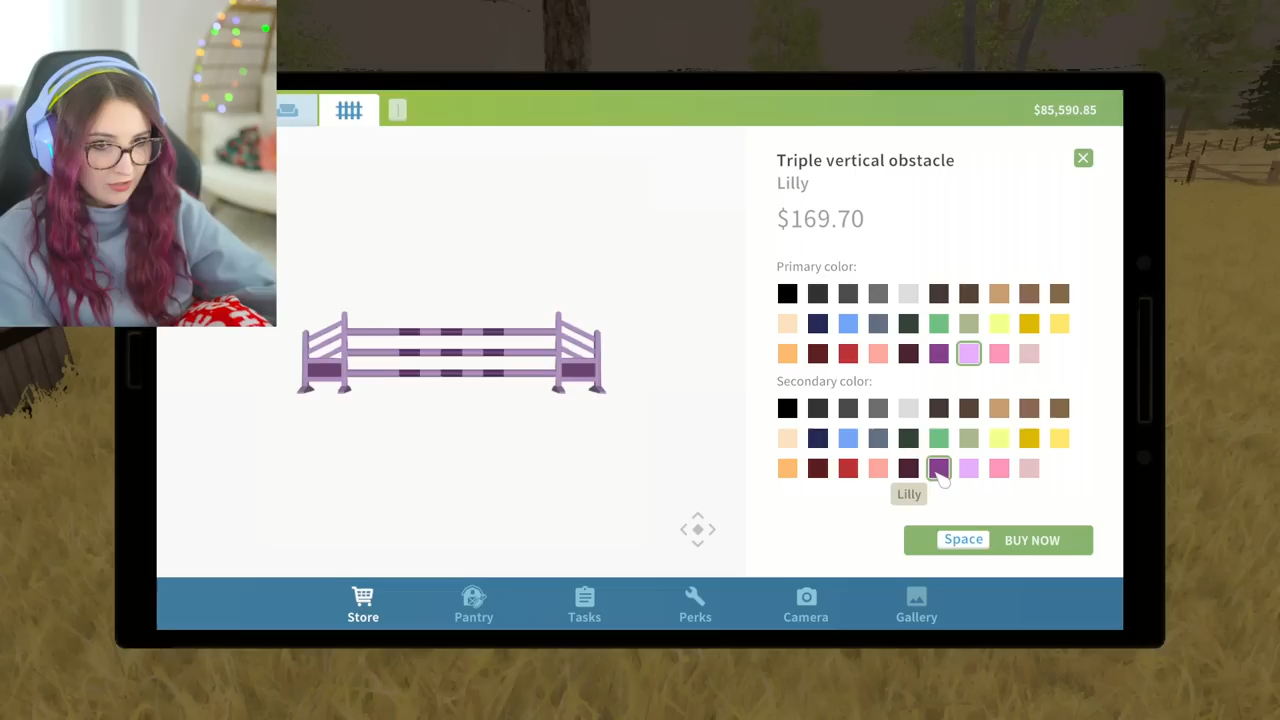 $85,590.85
Triple vertical obstacle
Lilly
$169.70
Primary color:
Secondary color:
Lilly
Space BUY NOW
Store Pantry Tasks Perks Camera Gallery